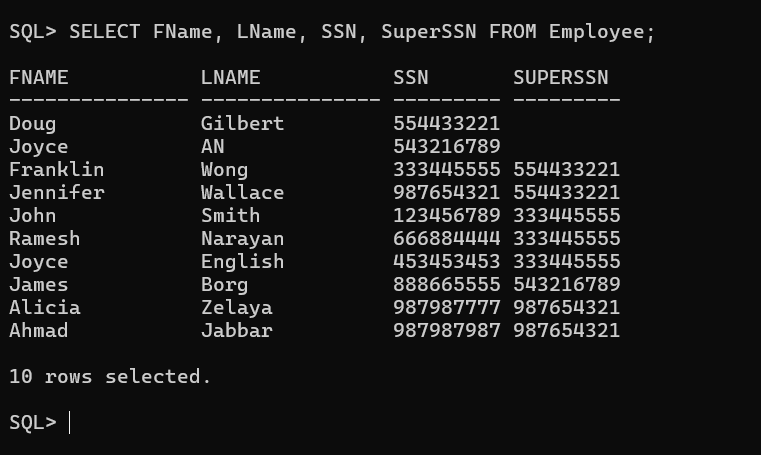 SQL> SELECT FName, LName, SSN, SuperSSN FROM Employee;
FNAME           LNAME           SSN       SUPERSSN
--------------- --------------- --------- ---------
Doug            Gilbert         554433221
Joyce           AN              543216789
Franklin        Wong            333445555 554433221
Jennifer        Wallace         987654321 554433221
John            Smith           123456789 333445555
Ramesh          Narayan         666884444 333445555
Joyce           English         453453453 333445555
James           Borg            888665555 543216789
Alicia          Zelaya          987987777 987654321
Ahmad           Jabbar          987987987 987654321
10 rows selected.
SQL>